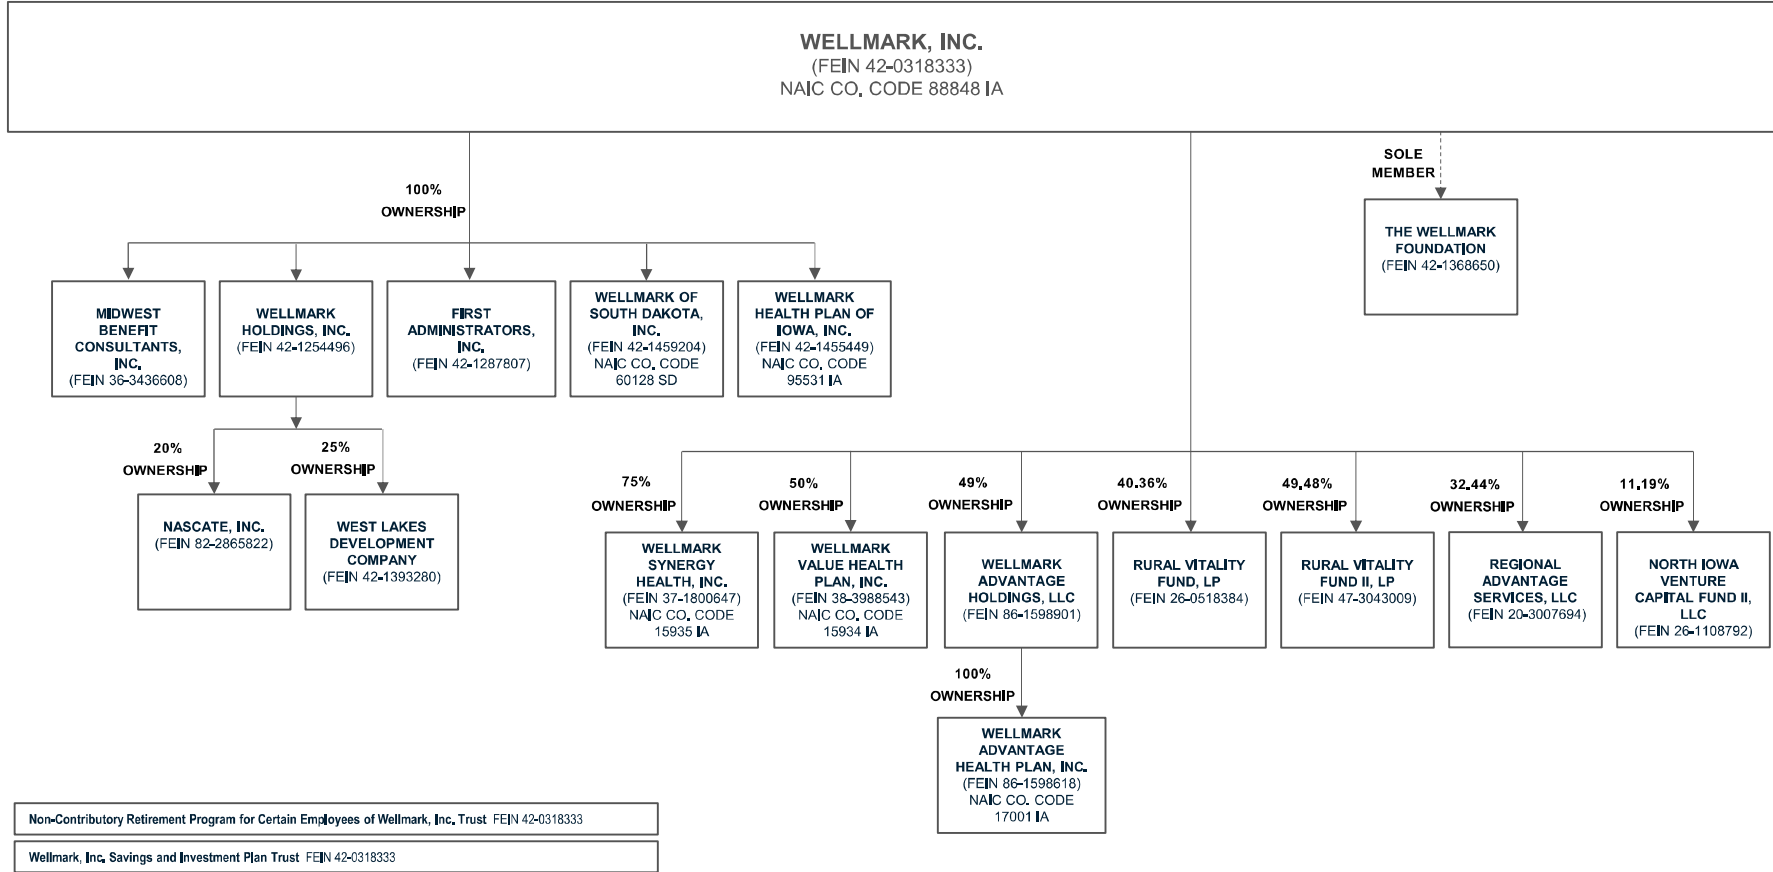 WELLMARK, INC.
(FEIN 42-0318333)
NAIC CO. CODE 88848 IA
SOLE
MEMBER
100%
OWNERSHIP
THE WELLMARK
FOUNDATION
(FEIN 42-1368650)
MIDWEST
BENEFIT
CONSULTANTS,
INC.
(FEIN 36-3436608)
WELLMARK
HOLDINGS, INC.
(FEIN 42-1254496)
FIRST
ADMINISTRATORS,
INC.
(FEIN 42-1287807)
WELLMARK OF
SOUTH DAKOTA,
INC.
(FEIN 42-1459204)
NAIC CO. CODE
60128 SD
WELLMARK
HEALTH PLAN OF
IOWA, INC.
(FEIN 42-1455449)
NAIC CO. CODE
95531 IA
20%
OWNERSHIP
25%
OWNERSHIP
NASCATE, INC.
(FEIN 82-2865822)
WEST LAKES
DEVELOPMENT
COMPANY
(FEIN 42-1393280)
75%
OWNERSHIP
50%
OWNERSHIP
49%
OWNERSHIP
40.36%
OWNERSHIP
49.48%
OWNERSHIP
32.44%
OWNERSHIP
11.19%
OWNERSHIP
WELLMARK
SYNERGY
HEALTH, INC.
(FEIN 37-1800647)
NAIC CO. CODE
15935 IA
WELLMARK
VALUE HEALTH
PLAN, INC.
(FEIN 38-3988543)
NAIC CO. CODE
15934 IA
WELLMARK
ADVANTAGE
HOLDINGS, LLC
(FEIN 86-1598901)
RURAL VITALITY
FUND, LP
(FEIN 26-0518384)
RURAL VITALITY
FUND II, LP
(FEIN 47-3043009)
REGIONAL
ADVANTAGE
SERVICES, LLC
(FEIN 20-3007694)
NORTH IOWA
VENTURE
CAPITAL FUND II,
LLC
(FEIN 26-1108792)
100%
OWNERSHIP
WELLMARK
ADVANTAGE
HEALTH PLAN, INC.
(FEIN 86-1598618)
NAIC CO. CODE
17001 IA
Non-Contributory Retirement Program for Certain Employees of Wellmark, Inc. Trust FEIN 42-0318333
Wellmark, Inc. Savings and Investment Plan Trust FEIN 42-0318333